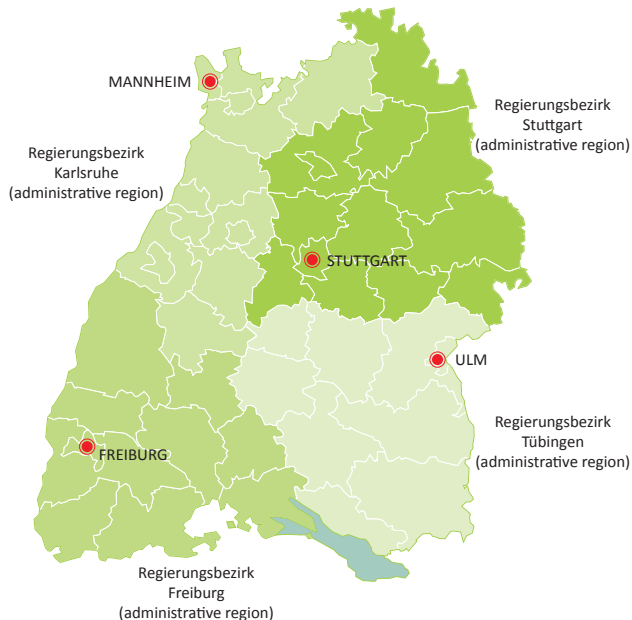 MANNHEIM
Regierungsbezirk
Stuttgart
(administrative region)
Regierungsbezirk
Karlsruhe
(administrative region)
STUTTGART
ULM
Regierungsbezirk
Tübingen
(administrative region)
FREIBURG
Regierungsbezirk
Freiburg
(administrative region)